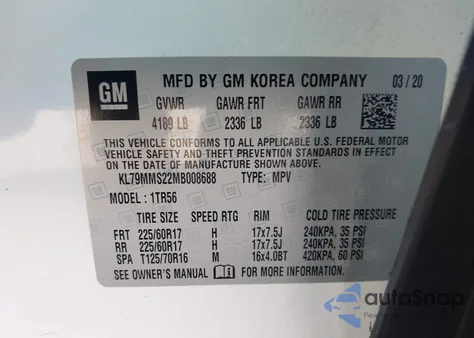 GM MFD BY GM KOREA COMPANY 03/20
GVWR GAWR FRT GAWR RR
4189 LB 2336 LB 2336 LB
THIS VEHICLE CONFORMS TO ALL APPLICABLE U.S. FEDERAL MOTOR
VEHICLE SAFETY, BUMPER, AND THEFT PREVENTION STANDARDS
IN EFFECT ON THE DATE OF MANUFACTURE SHOWN ABOVE.
KL79MMS22MB008688 TYPE: MPV
MODEL: 1TR56
TIRE SIZE SPEED RTG RIM COLD TIRE PRESSURE
FRT 225/60R17 H 17x7.5J 240KPA, 35 PSI
RR 225/60R17 H 17x7.5J 240KPA, 35 PSI
SPA T125/70R16 M 16x4.0BT 420KPA, 60 PSI
SEE OWNER'S MANUAL FOR ADDITIONAL INFORMATION
autoSnap